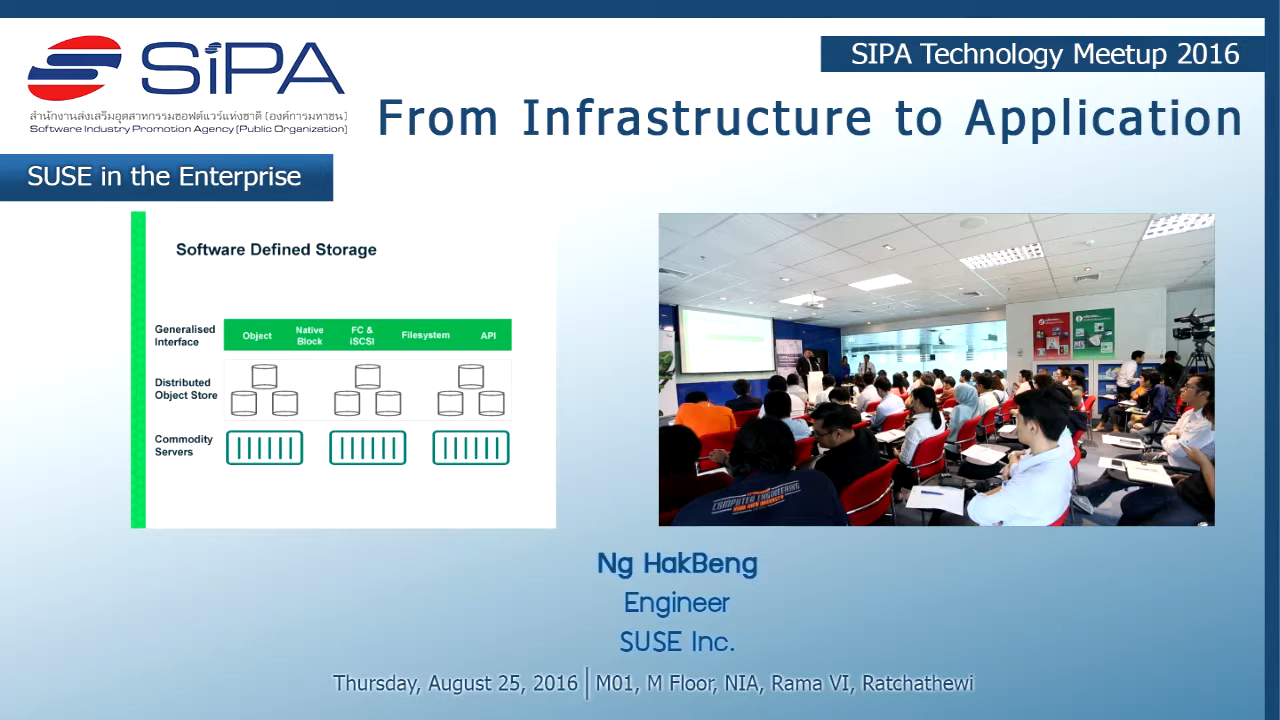 SiPA
สำนักงานส่งเสริมอุตสาหกรรมซอฟต์แวร์แห่งชาติ (องค์การมหาชน)
Software Industry Promotion Agency (Public Organization)
SIPA Technology Meetup 2016
From Infrastructure to Application
SUSE in the Enterprise
Software Defined Storage
Generalised
Interface
Object
Native
Block
FC &
iSCSI
Filesystem
API
Distributed
Object Store
Commodity
Servers
COMPUTER ENGINEERING
Ng HakBeng
Engineer
SUSE Inc.
Thursday, August 25, 2016 | M01, M Floor, NIA, Rama VI, Ratchathewi